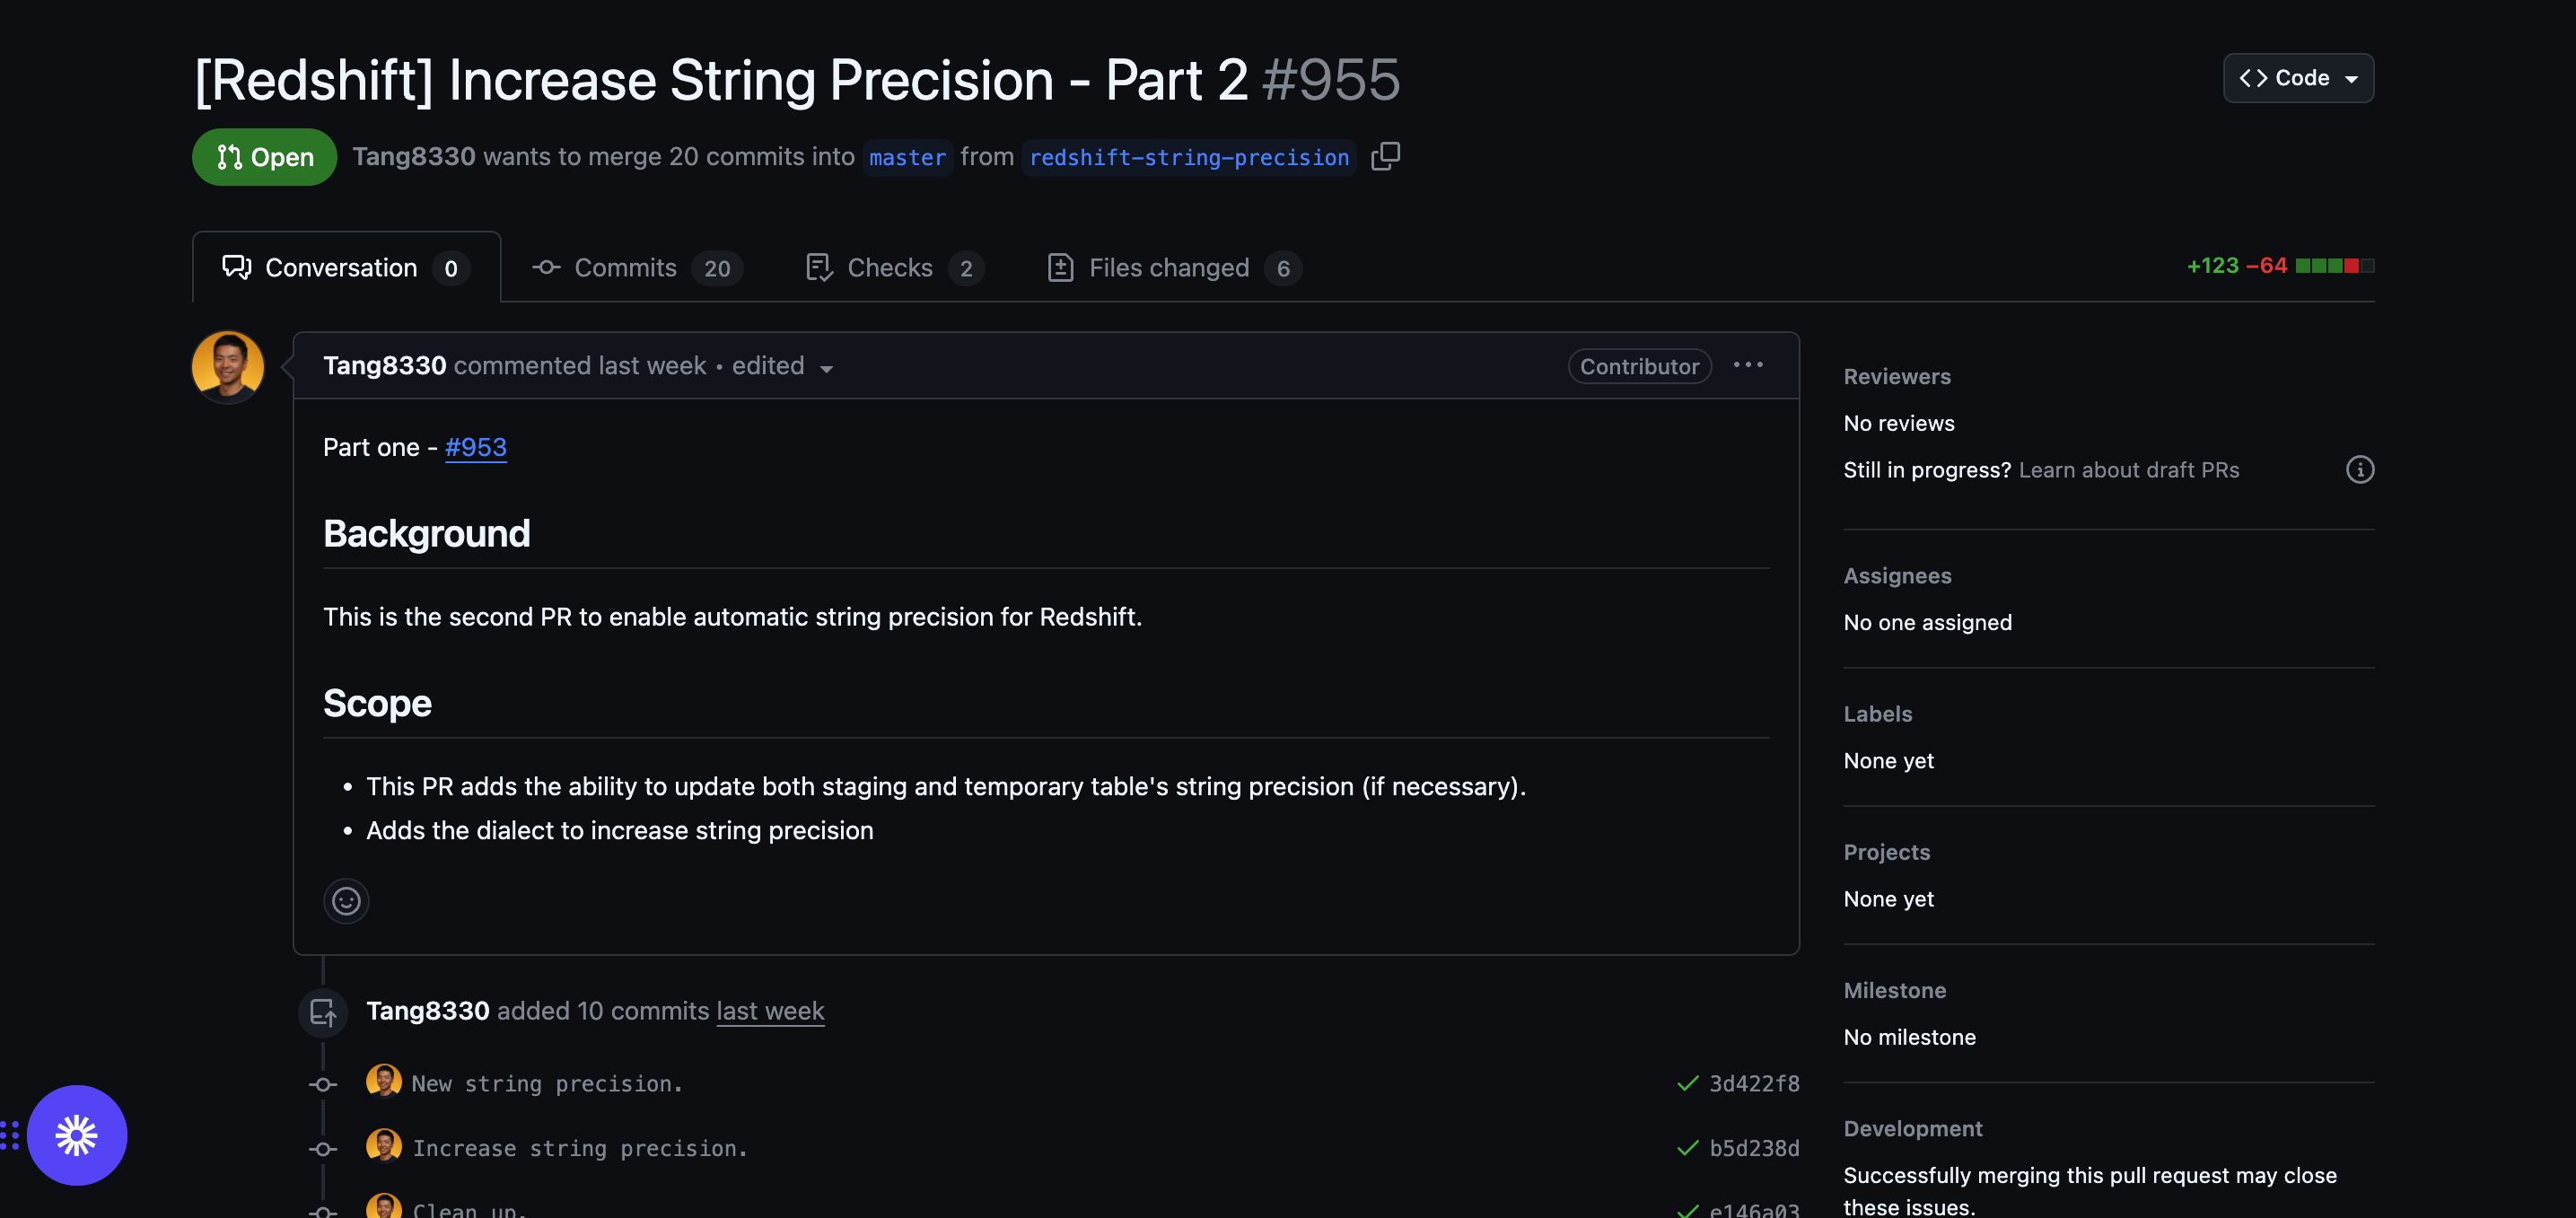 [Redshift] Increase String Precision - Part 2 #955
Code
Open
Tang8330 wants to merge 20 commits into master from redshift-string-precision
Conversation 0
Commits 20
Checks 2
Files changed 6
+123 −64
Tang8330 commented last week • edited
Contributor
Part one - #953
Background
This is the second PR to enable automatic string precision for Redshift.
Scope
• This PR adds the ability to update both staging and temporary table's string precision (if necessary).
• Adds the dialect to increase string precision
Tang8330 added 10 commits last week
New string precision. 3d422f8
Increase string precision. b5d238d
Clean up. e146a03
Reviewers
No reviews
Still in progress? Learn about draft PRs
Assignees
No one assigned
Labels
None yet
Projects
None yet
Milestone
No milestone
Development
Successfully merging this pull request may close
these issues.